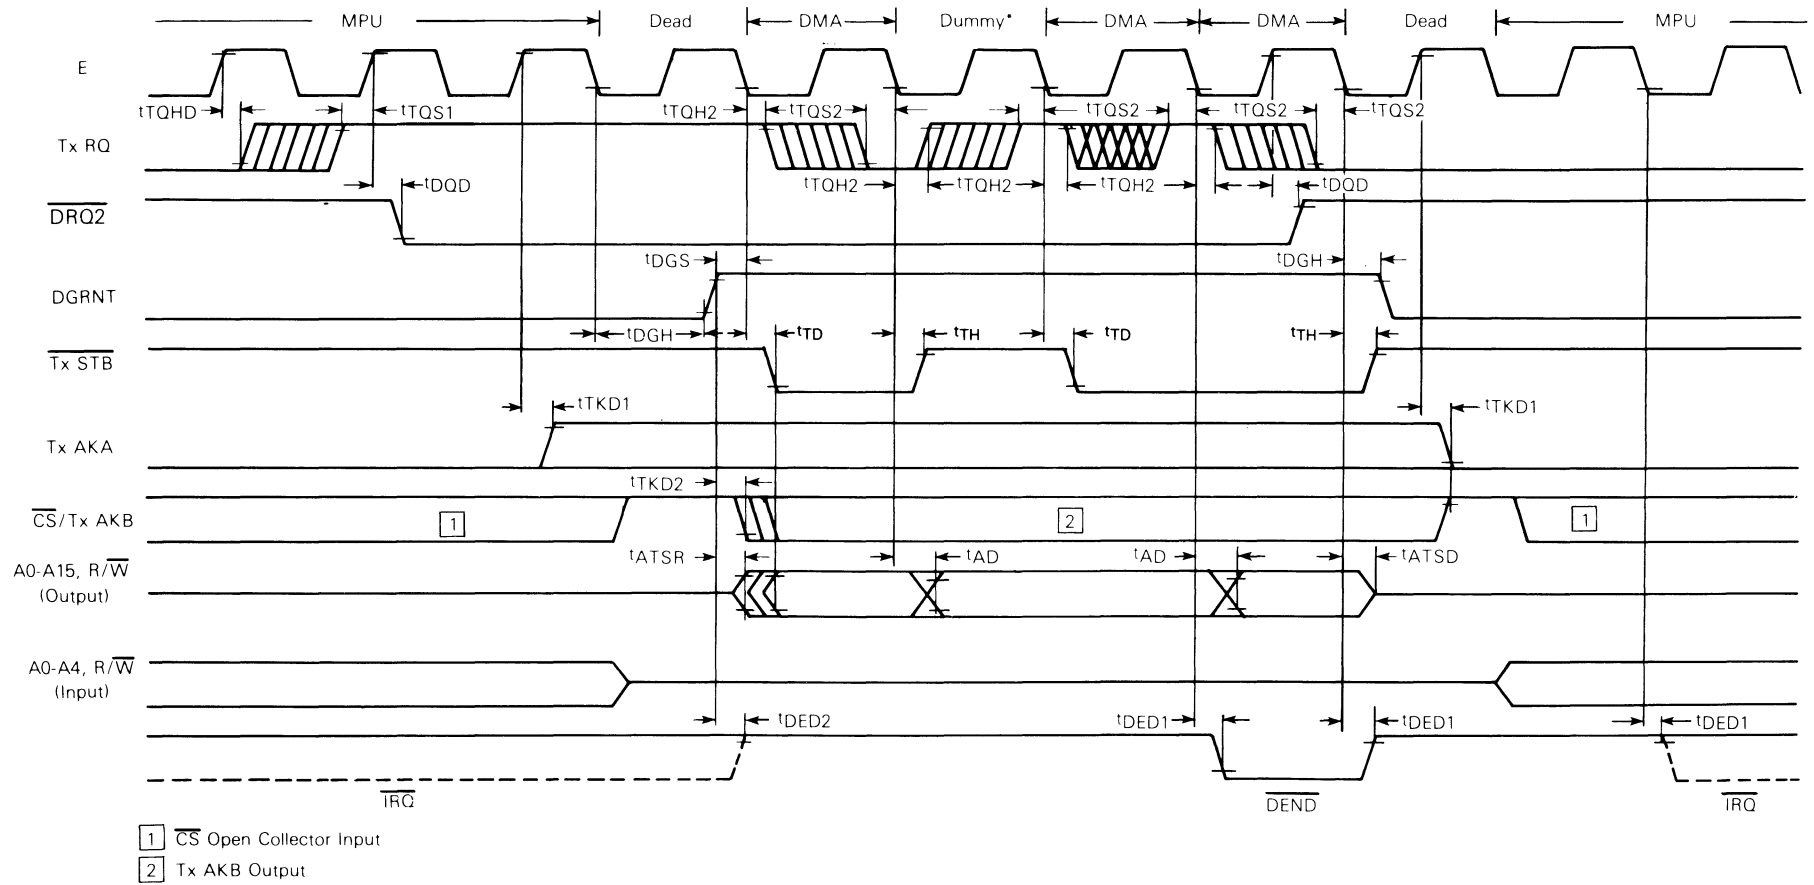 MPU Dead DMA Dummy* DMA DMA Dead MPU
E
tTQHD tTQS1 tTQH2 tTQS2 tTQS2 tTQS2 tTQS2
Tx RQ
tTQH2 tTQH2 tTQH2
tDQD tDQD
DRQ2
tDGS tDGH
DGRNT
tDGH tTD tTH tTD tTH
Tx STB
tTKD1 tTKD1
Tx AKA
tTKD2
CS/Tx AKB 1 2 1
tATSR tAD tAD tATSD
A0-A15, R/W
(Output)
A0-A4, R/W
(Input)
tDED2 tDED1 tDED1 tDED1
IRQ DEND IRQ
1 CS Open Collector Input
2 Tx AKB Output